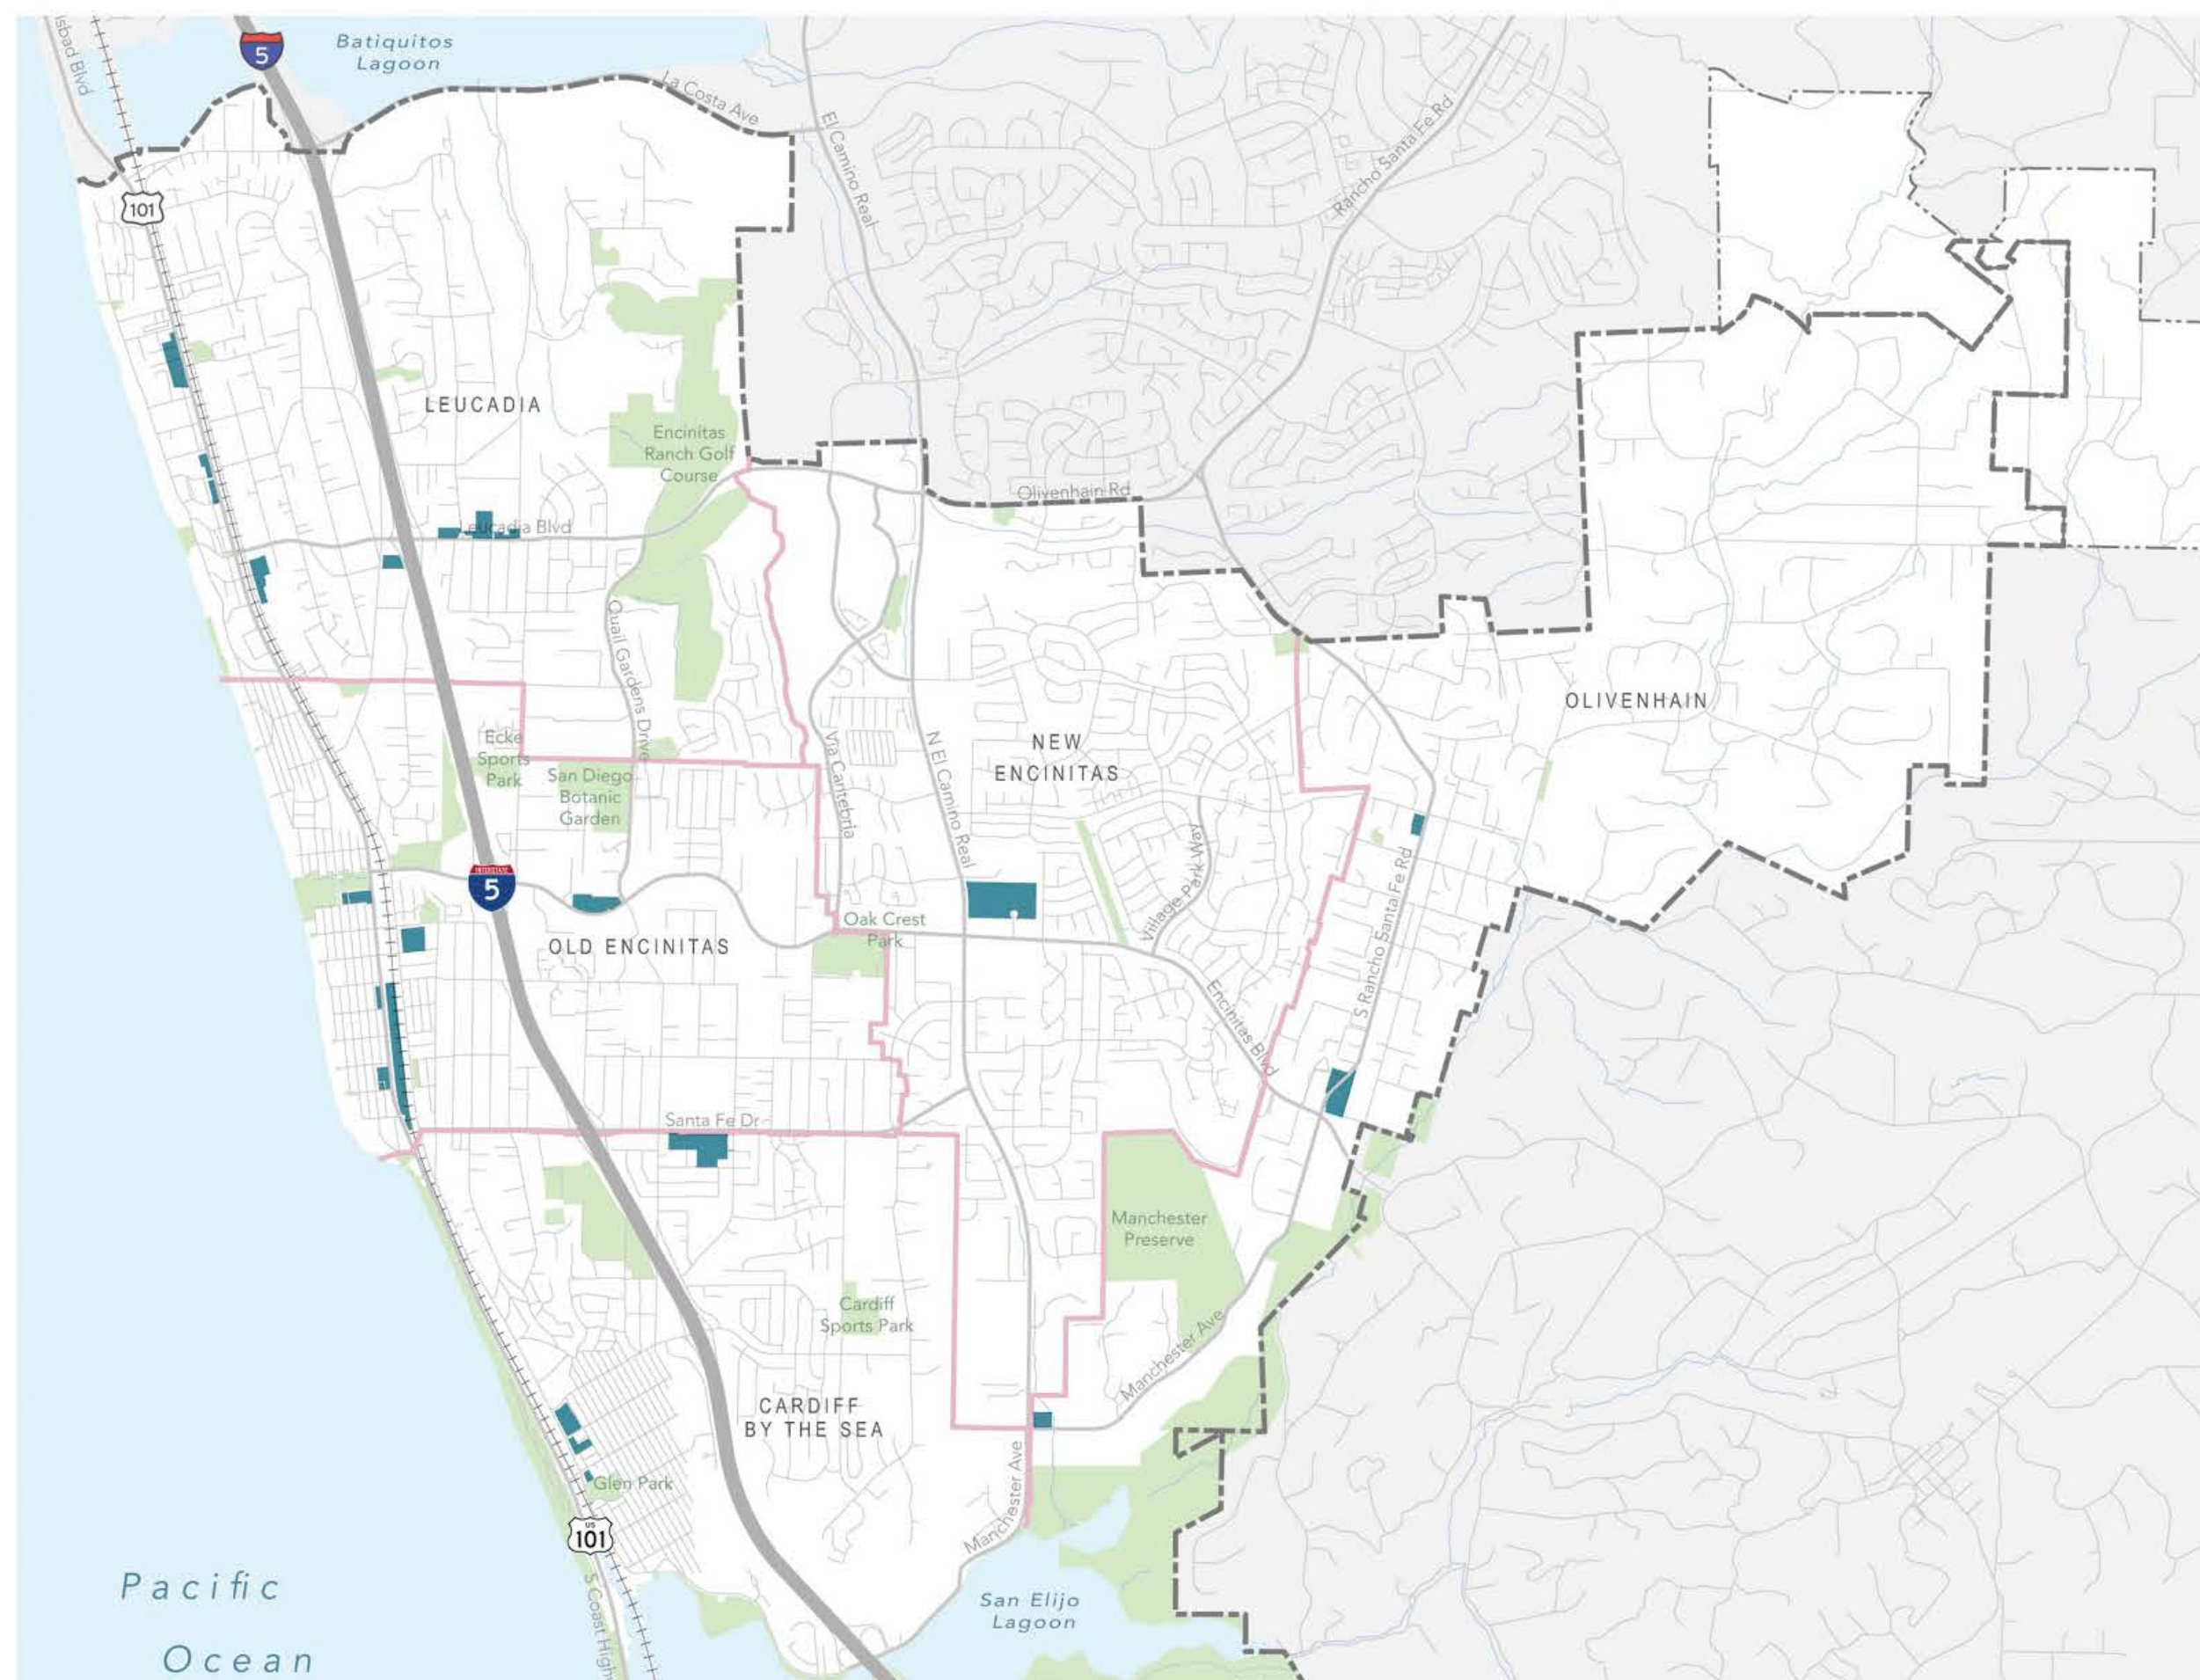 5
Batiquitos
Lagoon
La Costa Ave
El Camino Real
Rancho Santa Fe Rd
101
LEUCADIA
Encinitas
Ranch Golf
Course
Olivenhain Rd
Leucadia Blvd
Quail Gardens Drive
OLIVENHAIN
NEW
ENCINITAS
Ecke
Sports
Park
San Diego
Botanic
Garden
Via Cantebria
N El Camino Real
Village Park Way
S Rancho Santa Fe Rd
INTERSTATE
5
OLD ENCINITAS
Oak Crest
Park
Encinitas Blvd
Santa Fe Dr
Manchester
Preserve
Cardiff
Sports Park
Manchester Ave
CARDIFF
BY THE SEA
Glen Park
Manchester Ave
US
101
S Coast High
San Elijo
Lagoon
Pacific
Ocean